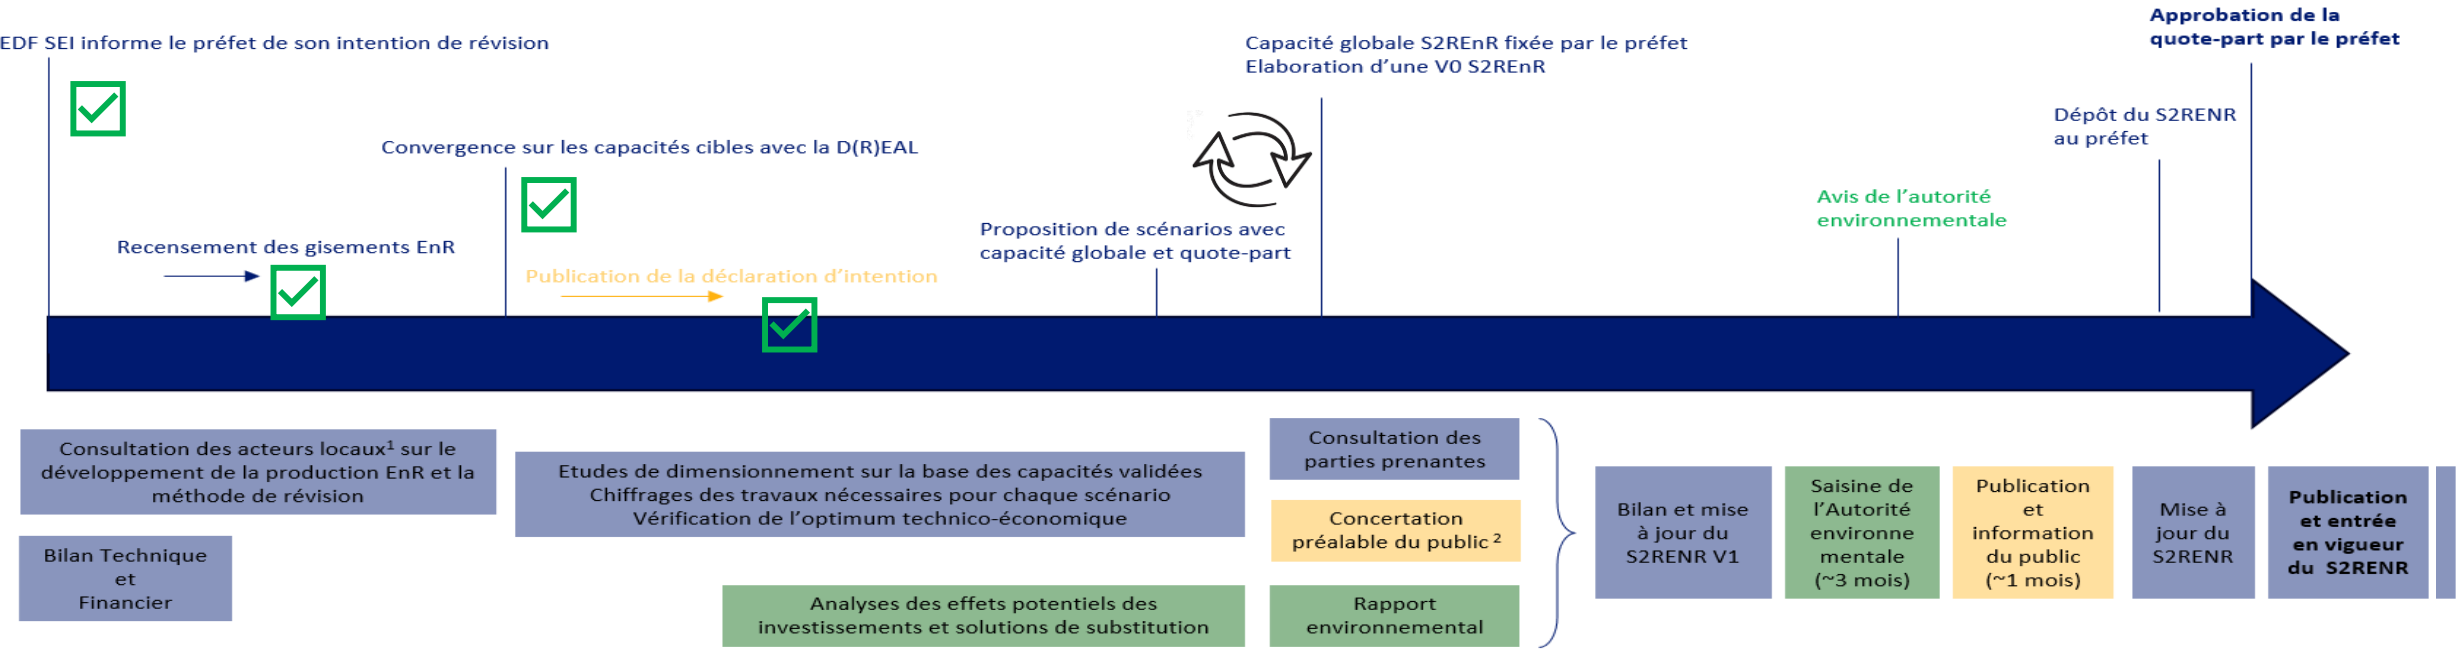 EDF SEI informe le préfet de son intention de révision
Convergence sur les capacités cibles avec la D(R)EAL
Recensement des gisements EnR
Publication de la déclaration d'intention
Proposition de scénarios avec
capacité globale et quote-part
Capacité globale S2REnR fixée par le préfet
Elaboration d'une V0 S2REnR
Avis de l'autorité
environnementale
Dépôt du S2RENR
au préfet
Approbation de la
quote-part par le préfet
Consultation des acteurs locaux¹ sur le
développement de la production EnR et la
méthode de révision
Bilan Technique
et
Financier
Etudes de dimensionnement sur la base des capacités validées
Chiffrages des travaux nécessaires pour chaque scénario
Vérification de l'optimum technico-économique
Analyses des effets potentiels des
investissements et solutions de substitution
Consultation des
parties prenantes
Concertation
préalable du public ²
Rapport
environnemental
Bilan et mise
à jour du
S2RENR V1
Saisine de
l'Autorité
environne
mentale
(~3 mois)
Publication
et
information
du public
(~1 mois)
Mise à
jour du
S2RENR
Publication
et entrée
en vigueur
du S2RENR